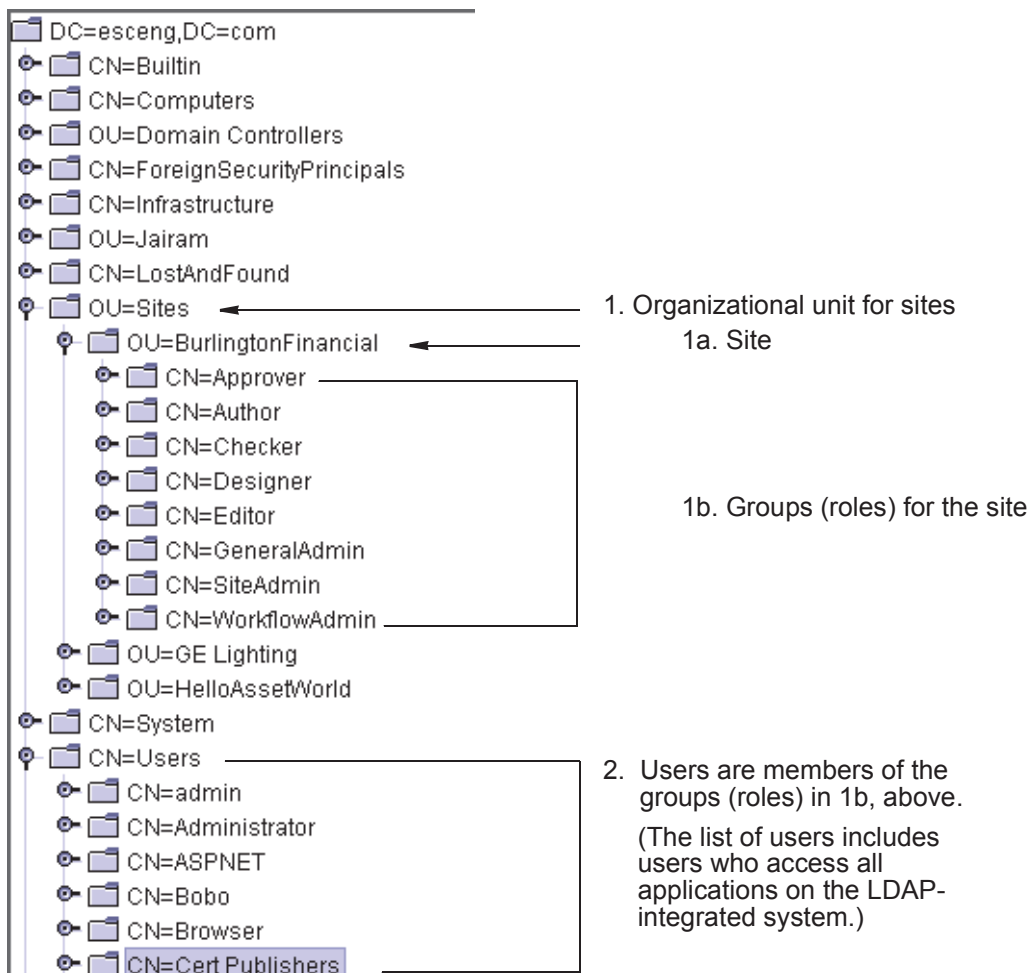 DC=esceng,DC=com
CN=Builtin
CN=Computers
OU=Domain Controllers
CN=ForeignSecurityPrincipals
CN=Infrastructure
OU=Jairam
CN=LostAndFound
OU=Sites
1. Organizational unit for sites
OU=BurlingtonFinancial
1a. Site
CN=Approver
CN=Author
CN=Checker
CN=Designer
CN=Editor
1b. Groups (roles) for the site
CN=GeneralAdmin
CN=SiteAdmin
CN=WorkflowAdmin
OU=GE Lighting
OU=HelloAssetWorld
CN=System
CN=Users
2. Users are members of the
groups (roles) in 1b, above.
(The list of users includes
users who access all
applications on the LDAP-
integrated system.)
CN=admin
CN=Administrator
CN=ASPNET
CN=Bobo
CN=Browser
CN=Cert Publishers